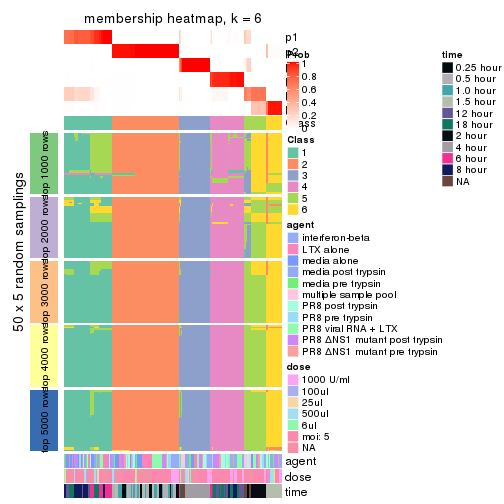 membership heatmap, k = 6
p1
p2
Prob
1
0.8
0.6
0.4
0.2
0
Class
1
2
3
4
5
6
agent
interferon-beta
LTX alone
media alone
media post trypsin
media pre trypsin
multiple sample pool
PR8 post trypsin
PR8 pre trypsin
PR8 viral RNA + LTX
PR8 ΔNS1 mutant post trypsin
PR8 ΔNS1 mutant pre trypsin
dose
1000 U/ml
100ul
25ul
500ul
6ul
moi: 5
NA
time
0.25 hour
0.5 hour
1.0 hour
1.5 hour
12 hour
18 hour
2 hour
4 hour
6 hour
8 hour
NA
50 x 5 random samplings
top 1000 rows
top 2000 rows
top 3000 rows
top 4000 rows
top 5000 rows
agent
dose
time